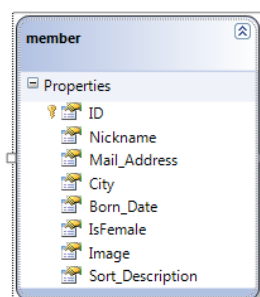 member
Properties
ID
Nickname
Mail_Address
City
Born_Date
IsFemale
Image
Sort_Description